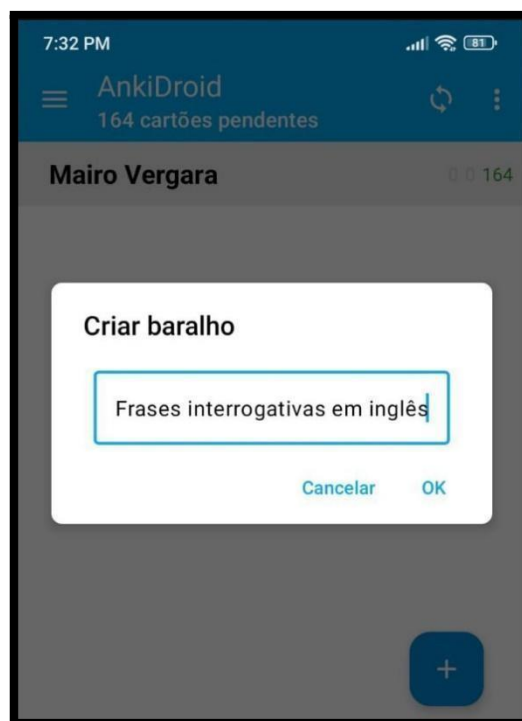 7:32 PM 81
AnkiDroid
164 cartões pendentes
Mairo Vergara 0 0 164
Criar baralho
Frases interrogativas em inglês
Cancelar OK
+